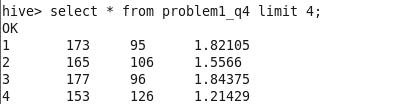 hive> select * from problem1_q4 limit 4;
OK
1 173 95 1.82105
2 165 106 1.5566
3 177 96 1.84375
4 153 126 1.21429